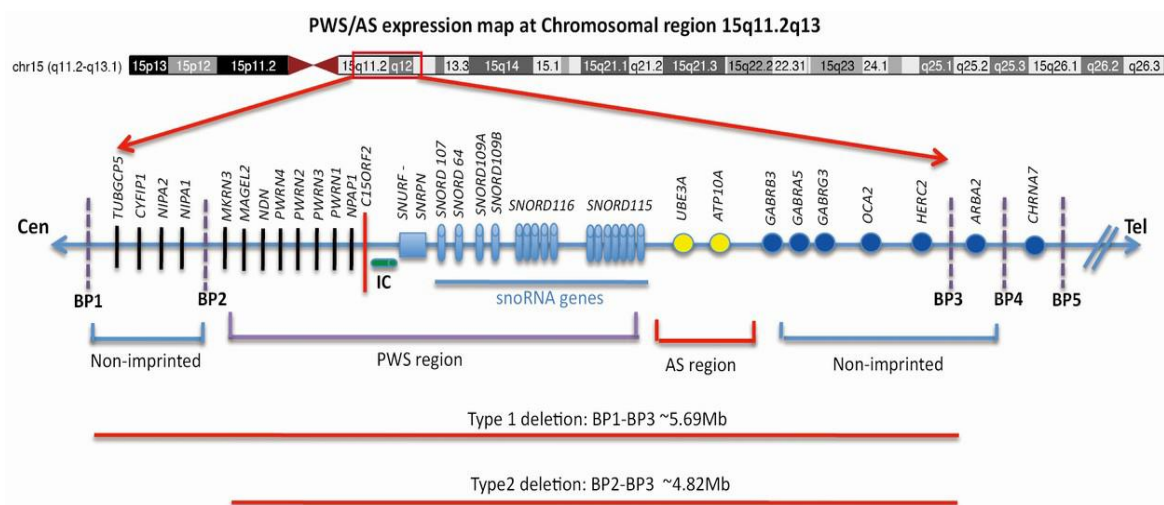 PWS/AS expression map at Chromosomal region 15q11.2q13
chr15 (q11.2-q13.1) 15p13 15p12 15p11.2 15q11.2 q12 13.3 15q14 15.1 15q21.1 q21.2 15q21.3 15q22.2 22.31 15q23 24.1 q25.1 q25.2 q25.3 15q26.1 q26.2 q26.3
TUBGCP5
CYFIP1
NIPA2
NIPA1
MKRN3
MAGEL2
NDN
PWRN4
PWRN2
PWRN3
PWRN1
NPAP1
C15ORF2
SNURF -
SNRPN
SNORD 107
SNORD 64
SNORD109A
SNORD109B
SNORD116
SNORD115
UBE3A
ATP10A
GABRB3
GABRA5
GABRG3
OCA2
HERC2
ARBA2
CHRNA7
Cen
Tel
BP1
BP2
IC
snoRNA genes
BP3
BP4
BP5
Non-imprinted
PWS region
AS region
Non-imprinted
Type 1 deletion: BP1-BP3 ~5.69Mb
Type2 deletion: BP2-BP3 ~4.82Mb